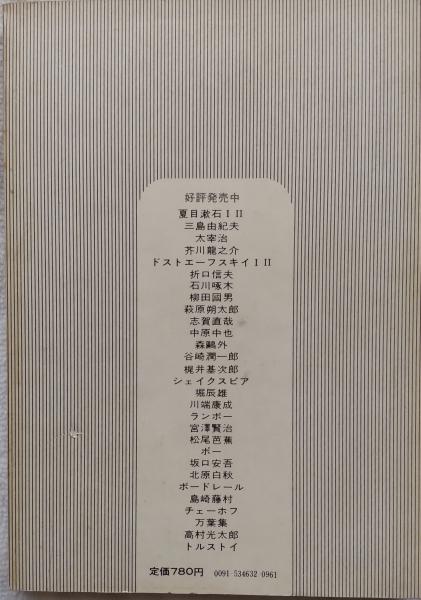 好評発売中
夏目漱石ⅠⅡ
三島由紀夫
太宰治
芥川龍之介
ドストエーフスキイⅠⅡ
折口信夫
石川啄木
柳田國男
萩原朔太郎
志賀直哉
中原中也
森鷗外
谷崎潤一郎
梶井基次郎
シェイクスピア
堀辰雄
川端康成
ランボー
宮澤賢治
松尾芭蕉
ポー
坂口安吾
北原白秋
ボードレール
島崎藤村
チェーホフ
万葉集
高村光太郎
トルストイ
定価780円 0091-534632-0961